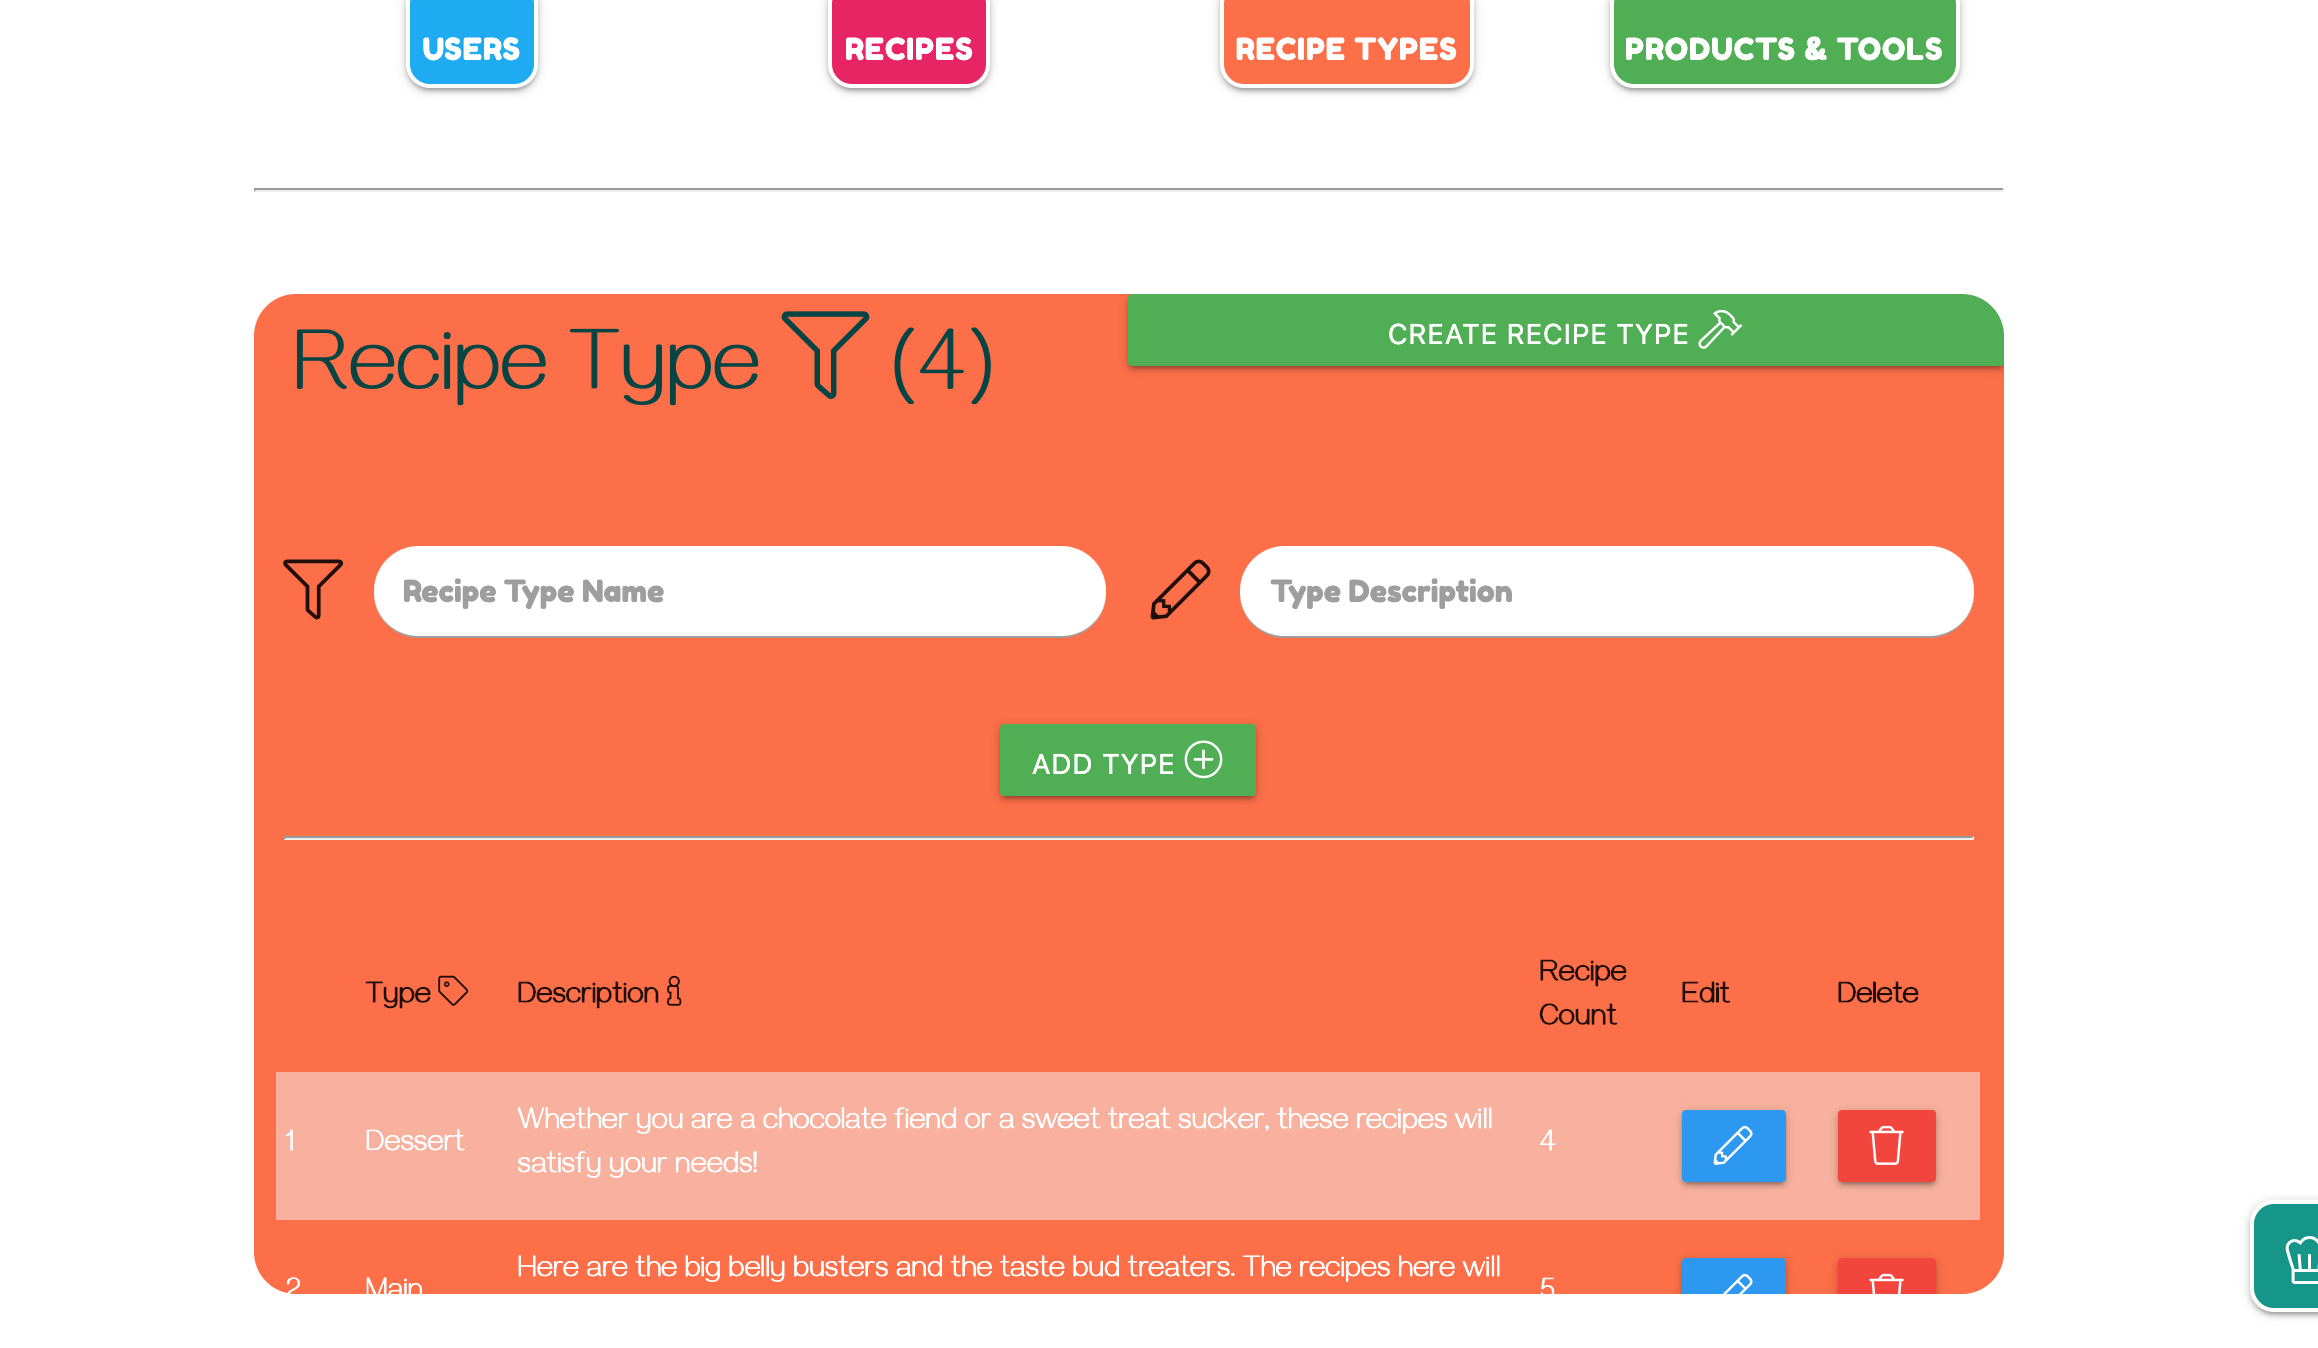 USERS
RECIPES
RECIPE TYPES
PRODUCTS & TOOLS
Recipe Type (4)
CREATE RECIPE TYPE
Recipe Type Name
Type Description
ADD TYPE
Type
Description
Recipe
Count
Edit
Delete
1
Dessert
Whether you are a chocolate fiend or a sweet treat sucker, these recipes will
satisfy your needs!
4
2
Main
Here are the big belly busters and the taste bud treaters. The recipes here will
5